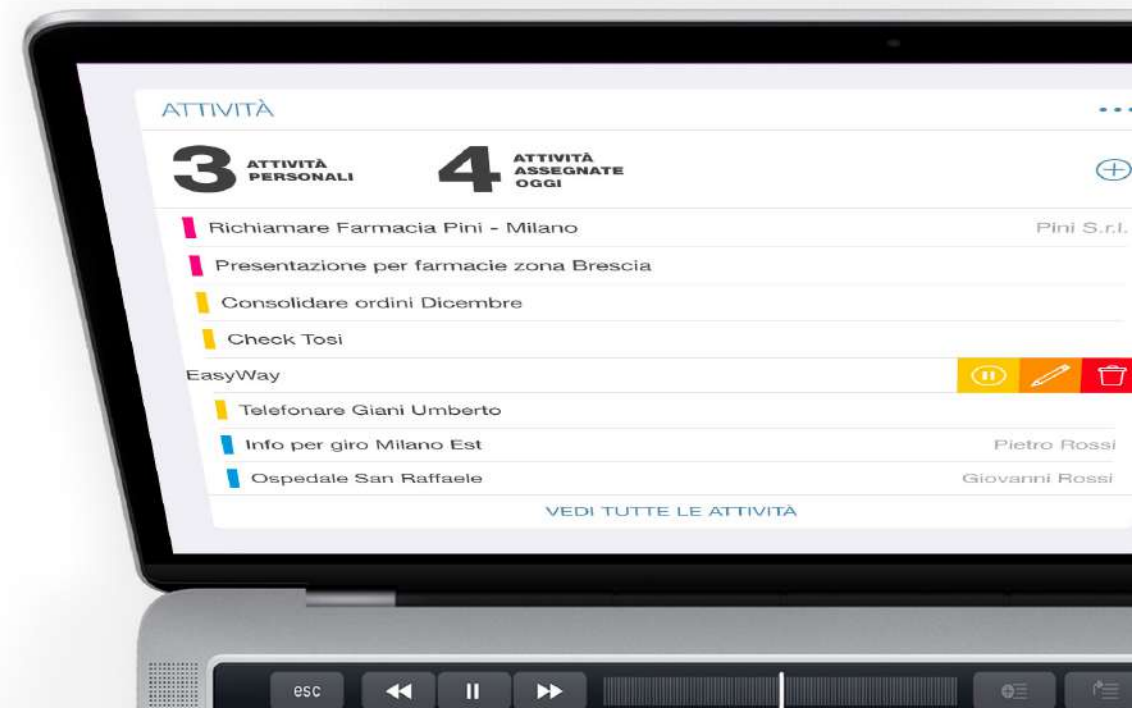 ATTIVITÀ
3 ATTIVITÀ PERSONALI
4 ATTIVITÀ ASSEGNATE OGGI
Richiamare Farmacia Pini - Milano Pini S.r.l.
Presentazione per farmacie zona Brescia
Consolidare ordini Dicembre
Check Tosi
EasyWay
Telefonare Giani Umberto
Info per giro Milano Est Pietro Rossi
Ospedale San Raffaele Giovanni Rossi
VEDI TUTTE LE ATTIVITÀ
esc